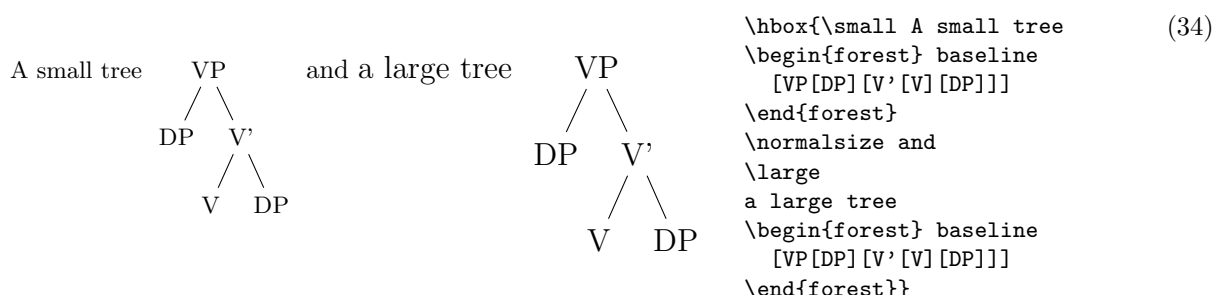 A small tree VP and a large tree VP
DP V'
V DP
DP V'
V DP
\hbox{\small A small tree (34)
\begin{forest} baseline
[VP[DP][V’[V][DP]]]
\end{forest}
\normalsize and
\large
a large tree
\begin{forest} baseline
[VP[DP][V’[V][DP]]]
\end{forest}}